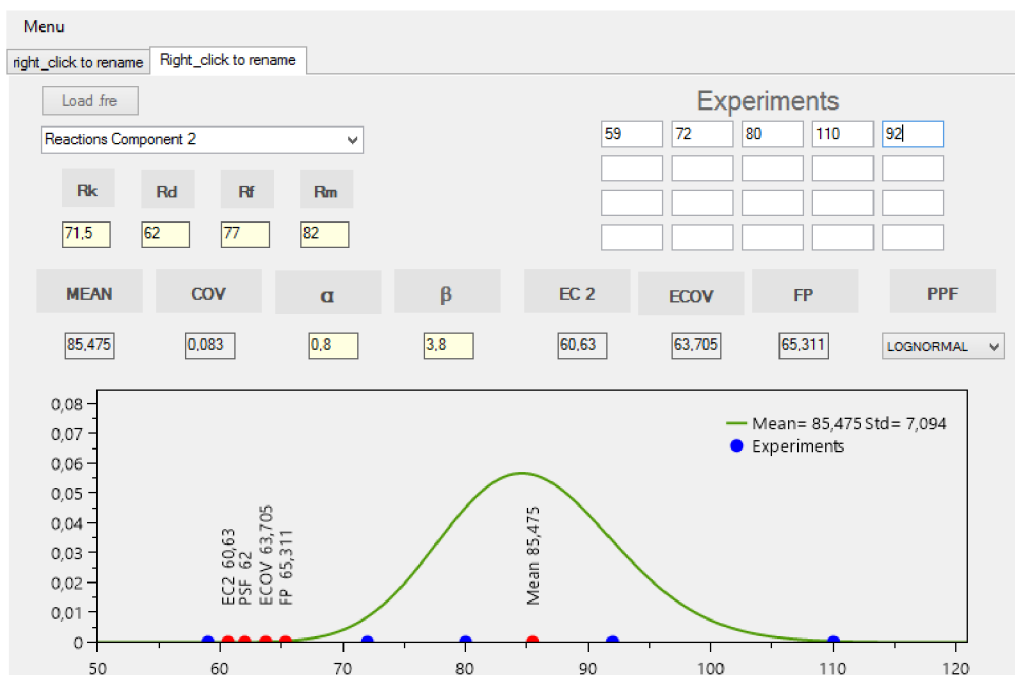 Menu
right_click to rename Right_click to rename
Load .fre
Experiments
Reactions Component 2
59 72 80 110 92
Rk Rd Rf Rm
71,5 62 77 82
MEAN COV α β EC 2 ECOV FP PPF
85,475 0,083 0,8 3,8 60,63 63,705 65,311 LOGNORMAL
0,08
0,07
0,06
0,05
0,04
0,03
0,02
0,01
0
Mean= 85,475 Std= 7,094
Experiments
EC2 60,63
PSF 62
ECOV 63,705
FP 65,311
Mean 85,475
50 60 70 80 90 100 110 120